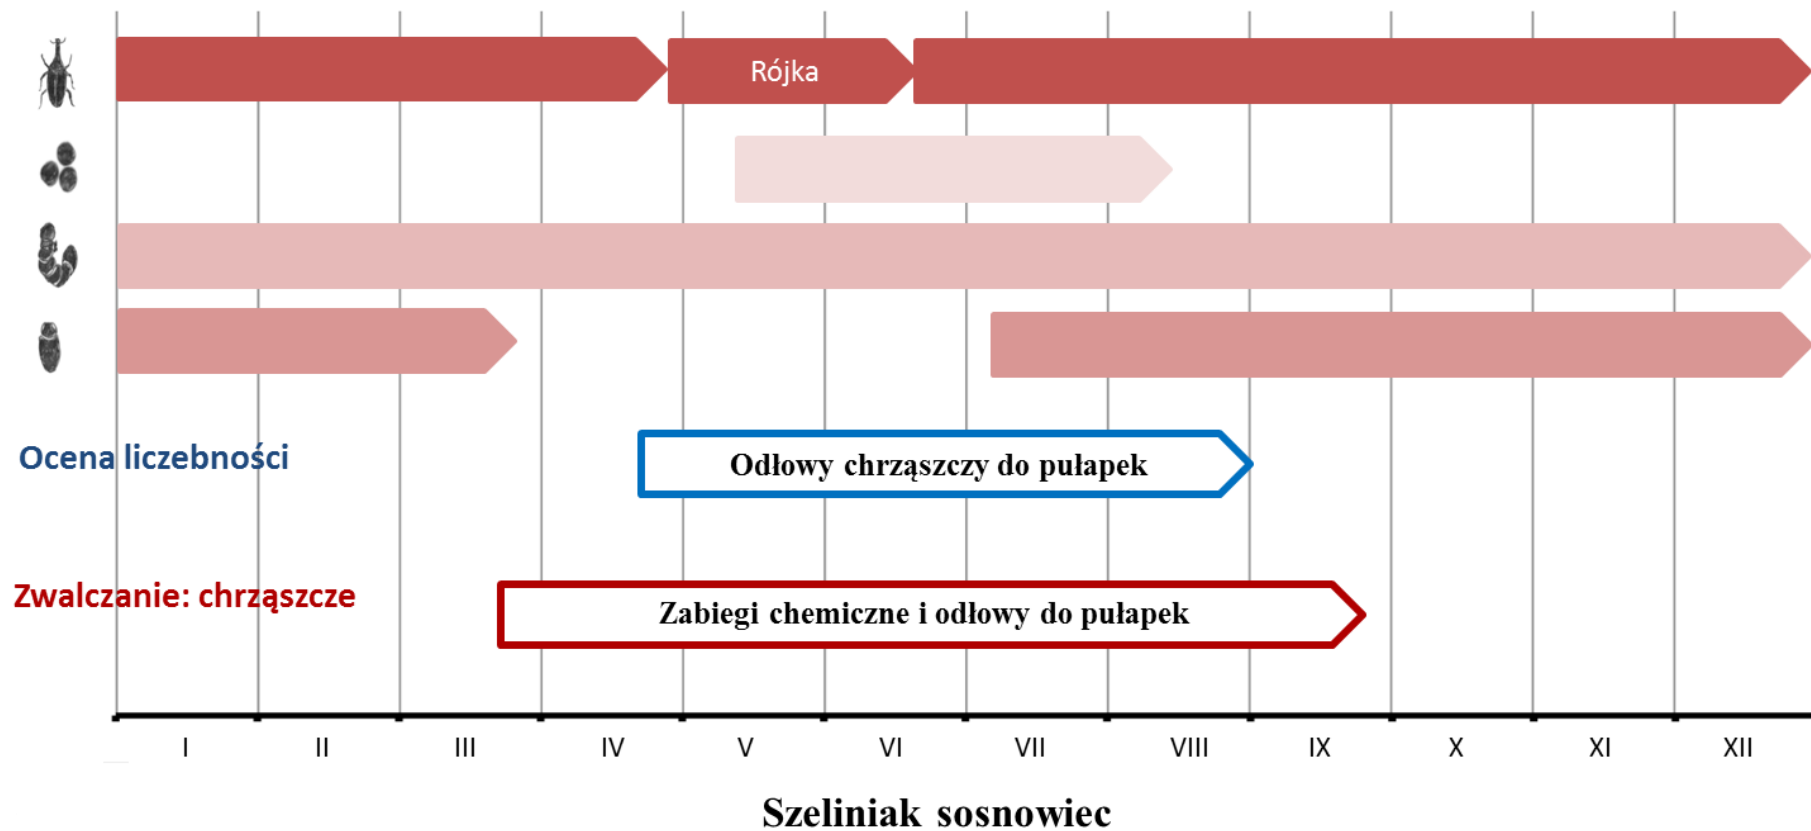 Rójka
Ocena liczebności
Odłowy chrząszczy do pułapek
Zwalczanie: chrząszcze
Zabiegi chemiczne i odłowy do pułapek
I II III IV V VI VII VIII IX X XI XII
Szeliniak sosnowiec